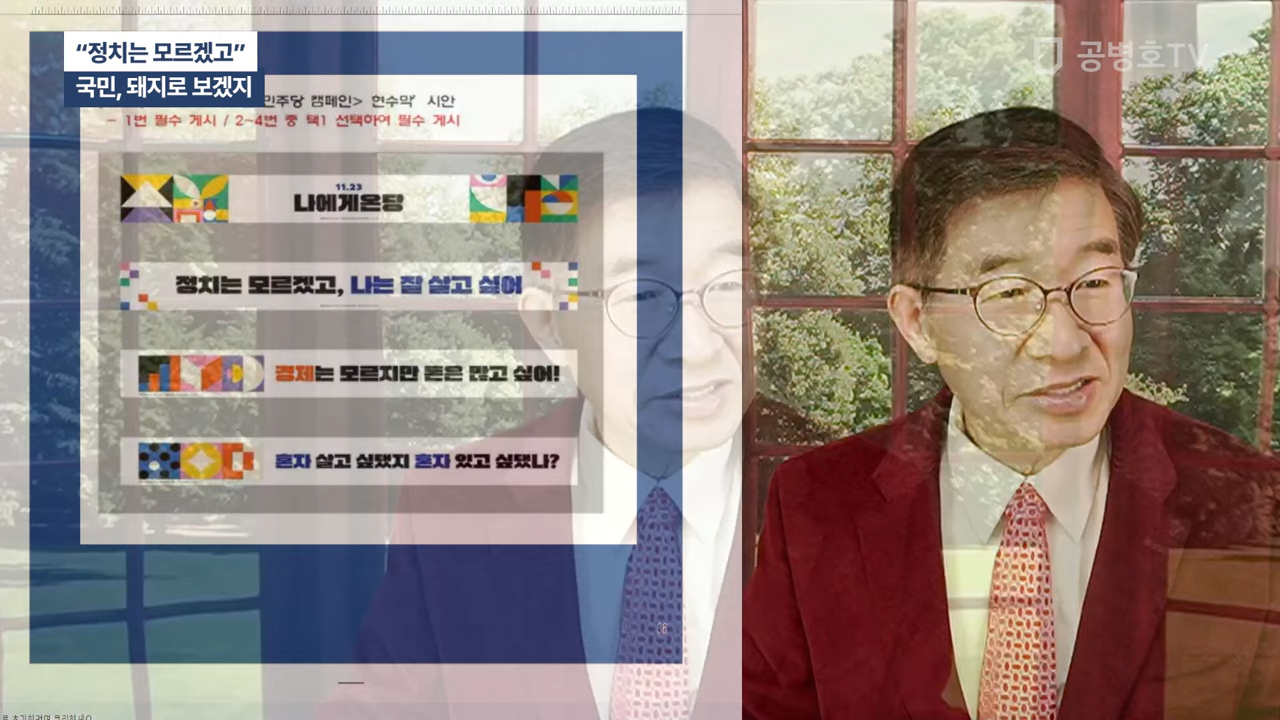 “정치는 모르겠고”
국민, 돼지로 보겠지
공병호TV
민주당 캠페인> 현수막’ 시안
- 1번 필수 게시 / 2~4번 중 택1 선택하여 필수 게시
11.23
나에게온당
정치는 모르겠고, 나는 잘 살고 싶어
경제는 모르지만 돈은 많고 싶어!
혼자 살고 싶댔지 혼자 있고 싶댔나?